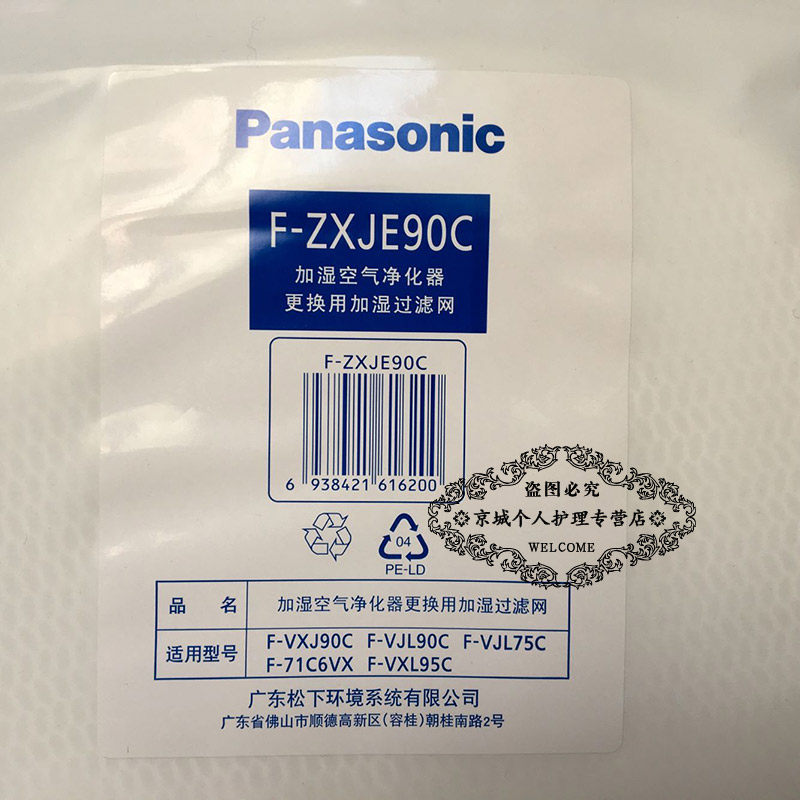 Panasonic
F-ZXJE90C
加湿空气净化器
更换用加湿过滤网
F-ZXJE90C
6 938421 616200
盗图必究
京城个人护理专营店
WELCOME
04
PE-LD
品 名 加湿空气净化器更换用加湿过滤网
适用型号 F-VXJ90C F-VJL90C F-VJL75C
F-71C6VX F-VXL95C
广东松下环境系统有限公司
广东省佛山市顺德高新区(容桂)朝桂南路2号